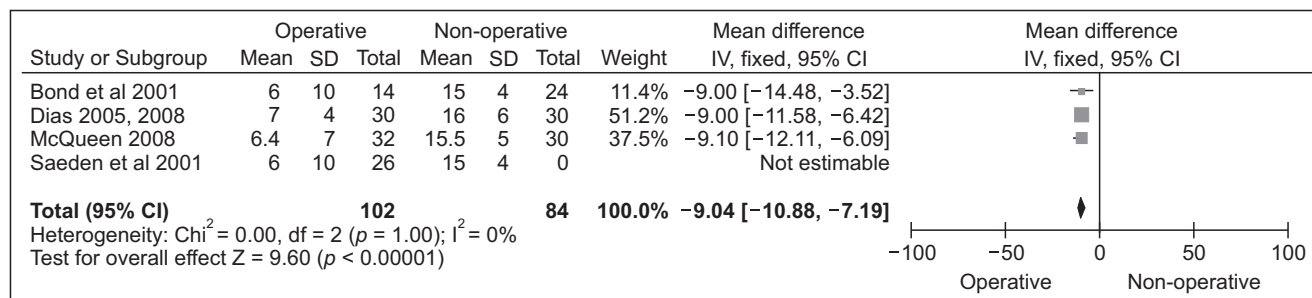 Operative Non-operative Mean difference Mean difference
Study or Subgroup Mean SD Total Mean SD Total Weight IV, fixed, 95% CI IV, fixed, 95% CI
Bond et al 2001 6 10 14 15 4 24 11.4% −9.00 [−14.48, −3.52]
Dias 2005, 2008 7 4 30 16 6 30 51.2% −9.00 [−11.58, −6.42]
McQueen 2008 6.4 7 32 15.5 5 30 37.5% −9.10 [−12.11, −6.09]
Saeden et al 2001 6 10 26 15 4 0 Not estimable
Total (95% CI) 102 84 100.0% −9.04 [−10.88, −7.19]
Heterogeneity: Chi² = 0.00, df = 2 (p = 1.00); I² = 0%
Test for overall effect Z = 9.60 (p < 0.00001)
−100 −50 0 50 100
Operative Non-operative